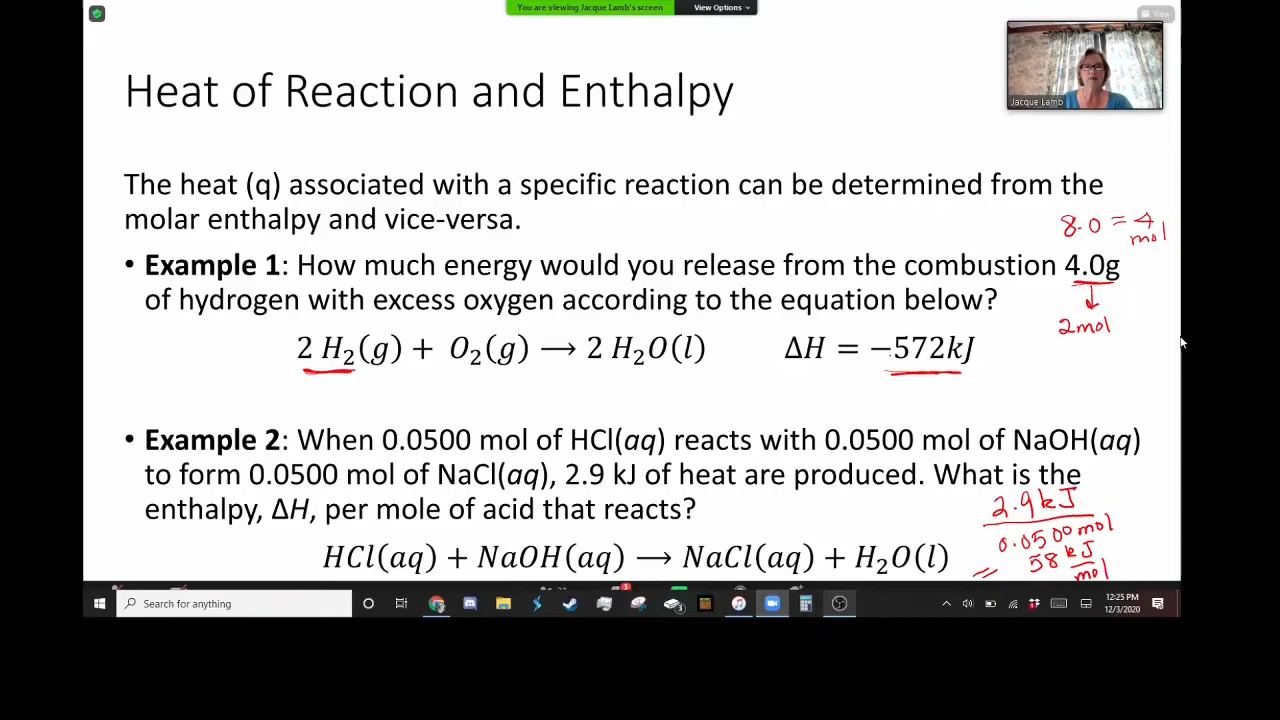 You are viewing Jacque Lamb's screen
View Options
View
Heat of Reaction and Enthalpy
Jacque Lamb
The heat (q) associated with a specific reaction can be determined from the
molar enthalpy and vice-versa.
8.0 = 4
mol
• Example 1: How much energy would you release from the combustion 4.0g
of hydrogen with excess oxygen according to the equation below?
2mol
2 H₂(g) + O₂(g) ⟶ 2 H₂O(l) ΔH = −572kJ
• Example 2: When 0.0500 mol of HCl(aq) reacts with 0.0500 mol of NaOH(aq)
to form 0.0500 mol of NaCl(aq), 2.9 kJ of heat are produced. What is the
enthalpy, ΔH, per mole of acid that reacts?
2.9 kJ
0.0500 mol
= 58 kJ
mol
HCl(aq) + NaOH(aq) ⟶ NaCl(aq) + H₂O(l)
Search for anything
3
3
12:25 PM
12/3/2020